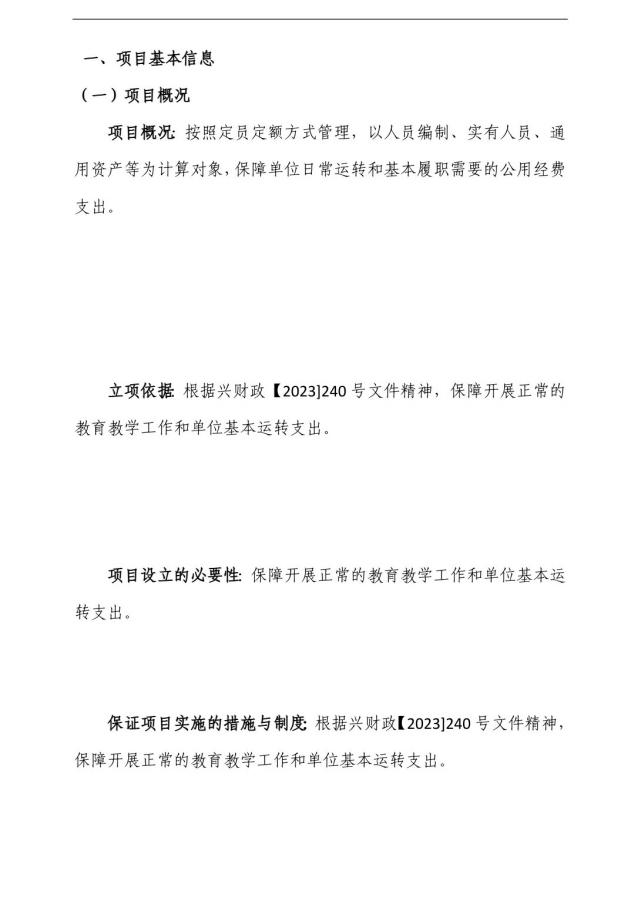 一、项目基本信息
（一）项目概况
项目概况：按照定员定额方式管理，以人员编制、实有人员、通
用资产等为计算对象，保障单位日常运转和基本履职需要的公用经费
支出。
立项依据：根据兴财政【2023]240 号文件精神，保障开展正常的
教育教学工作和单位基本运转支出。
项目设立的必要性：保障开展正常的教育教学工作和单位基本运
转支出。
保证项目实施的措施与制度：根据兴财政【2023]240 号文件精神，
保障开展正常的教育教学工作和单位基本运转支出。